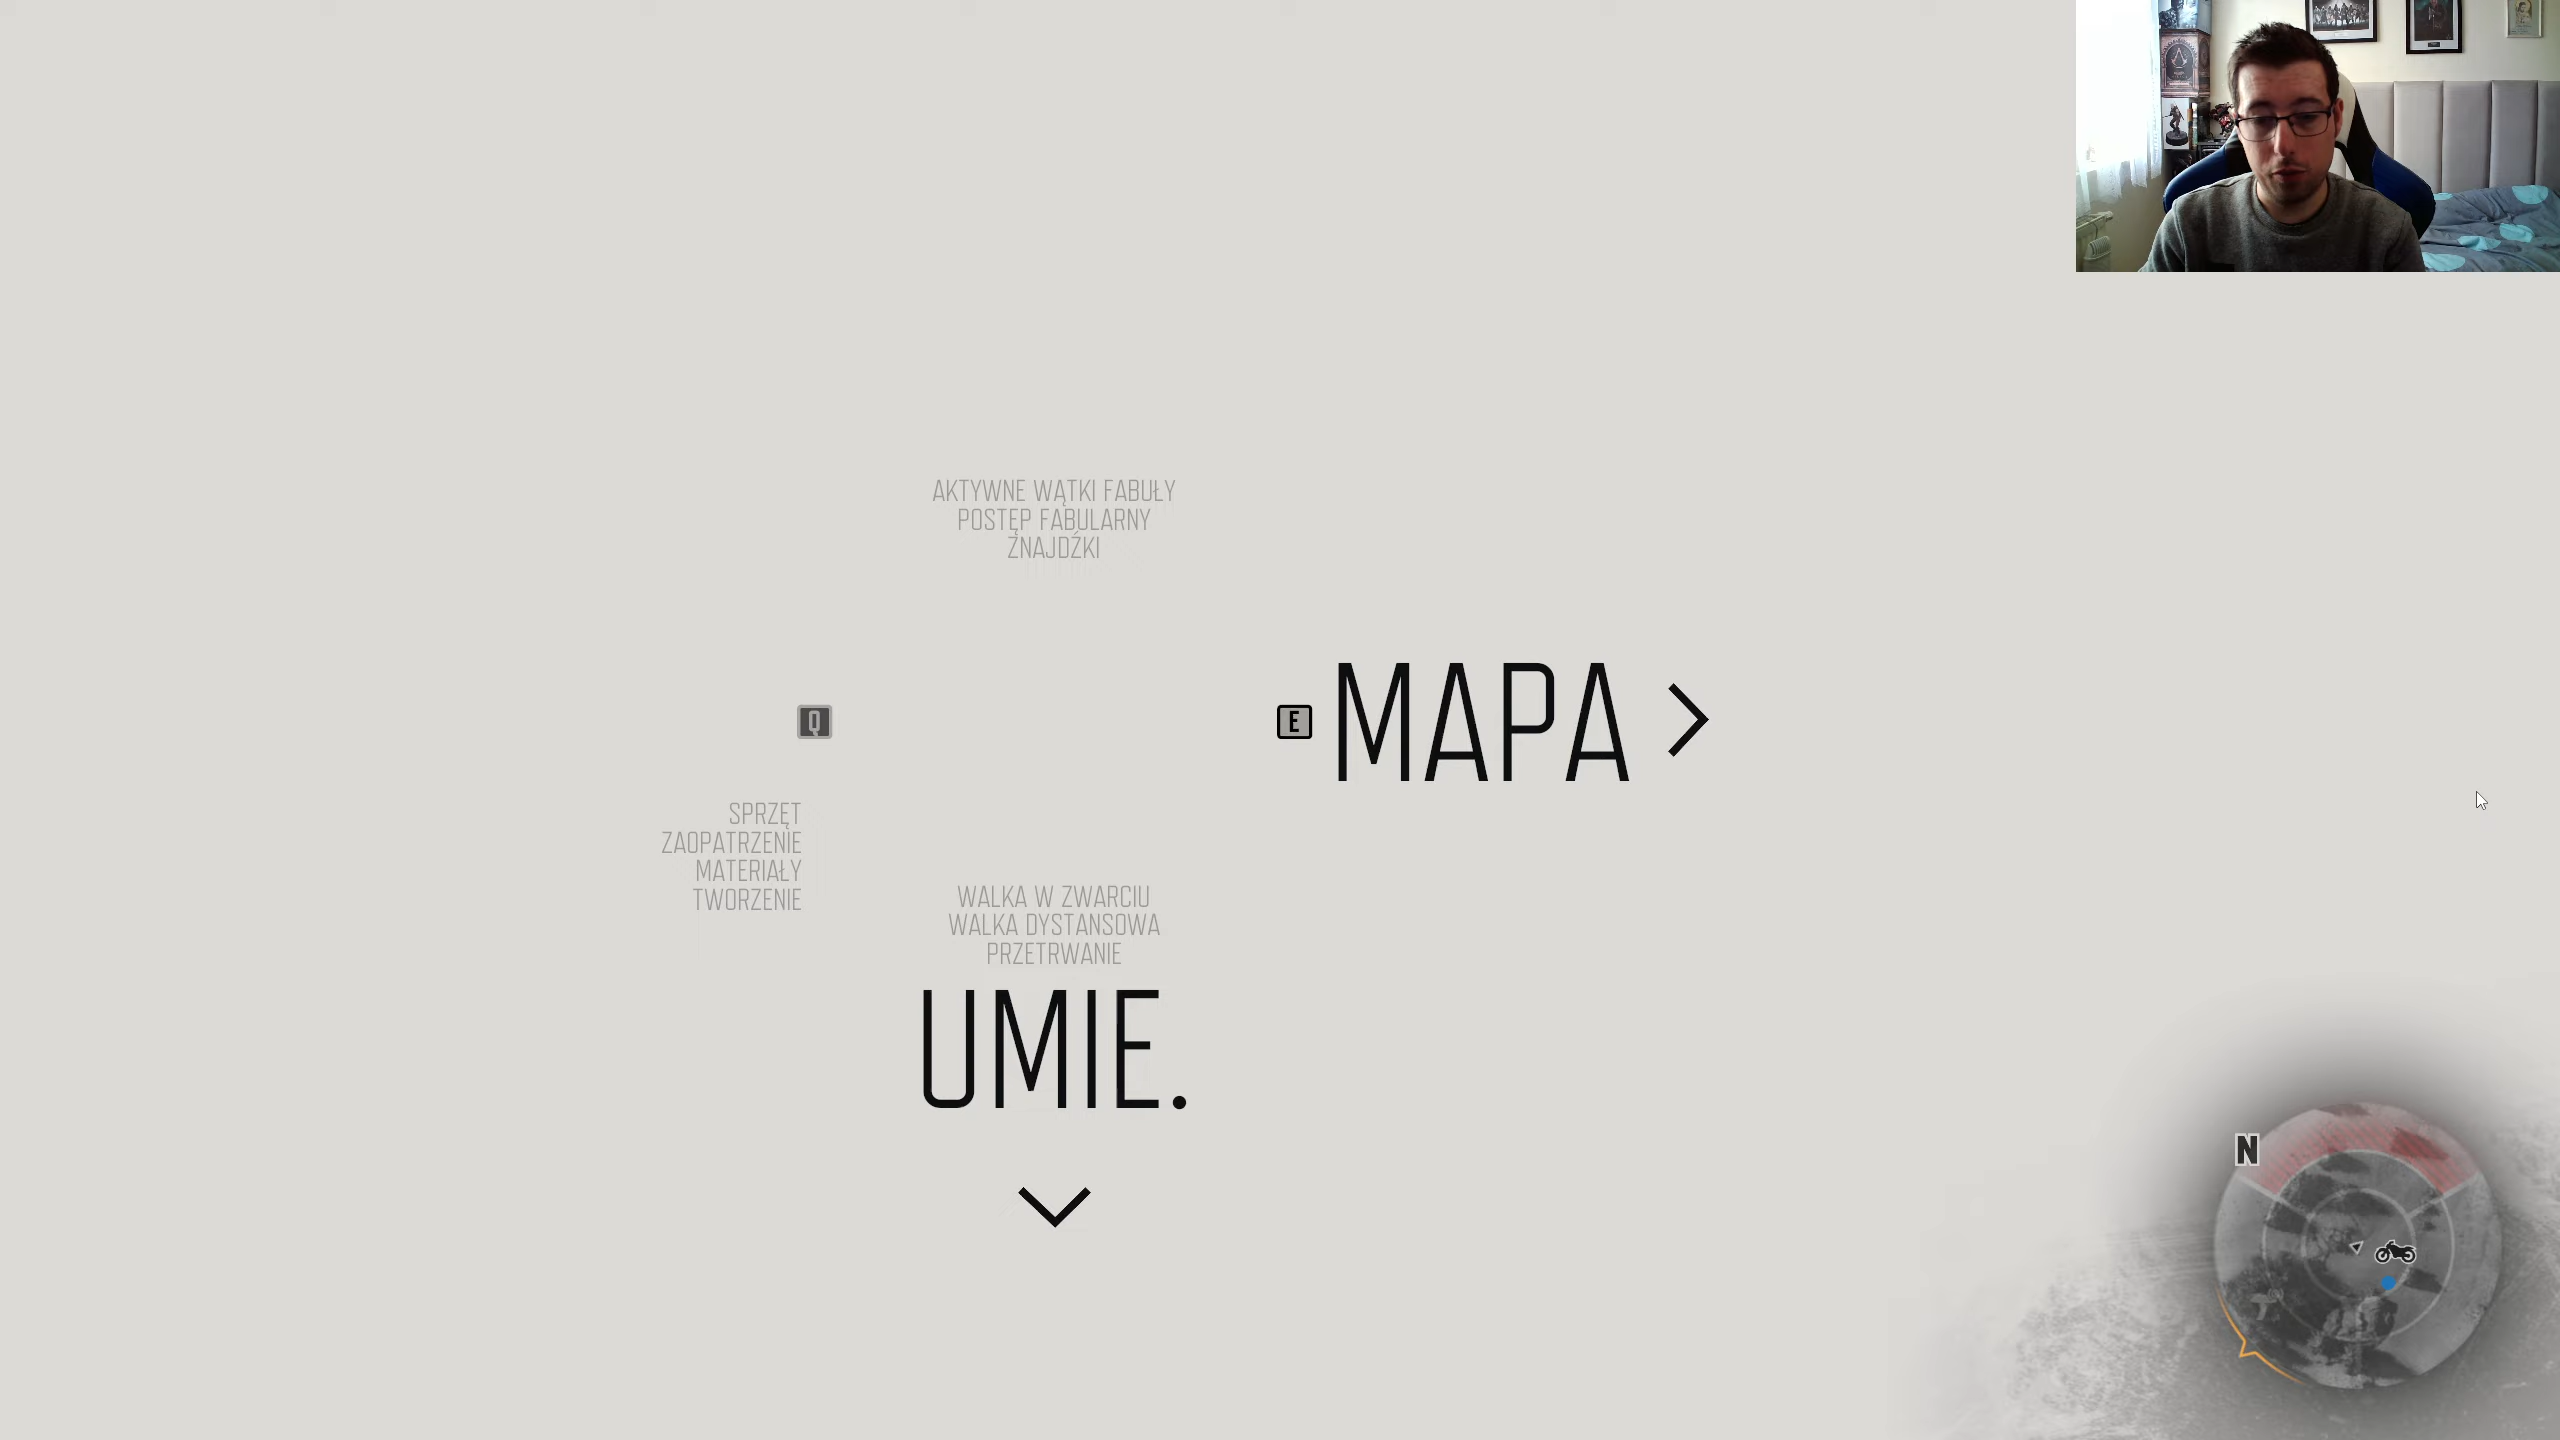 AKTYWNE WĄTKI FABUŁY
POSTĘP FABULARNY
ZNAJDŹKI
Q
E MAPA
SPRZĘT
ZAOPATRZENIE
MATERIAŁY
TWORZENIE
WALKA W ZWARCIU
WALKA DYSTANSOWA
PRZETRWANIE
UMIE.
N